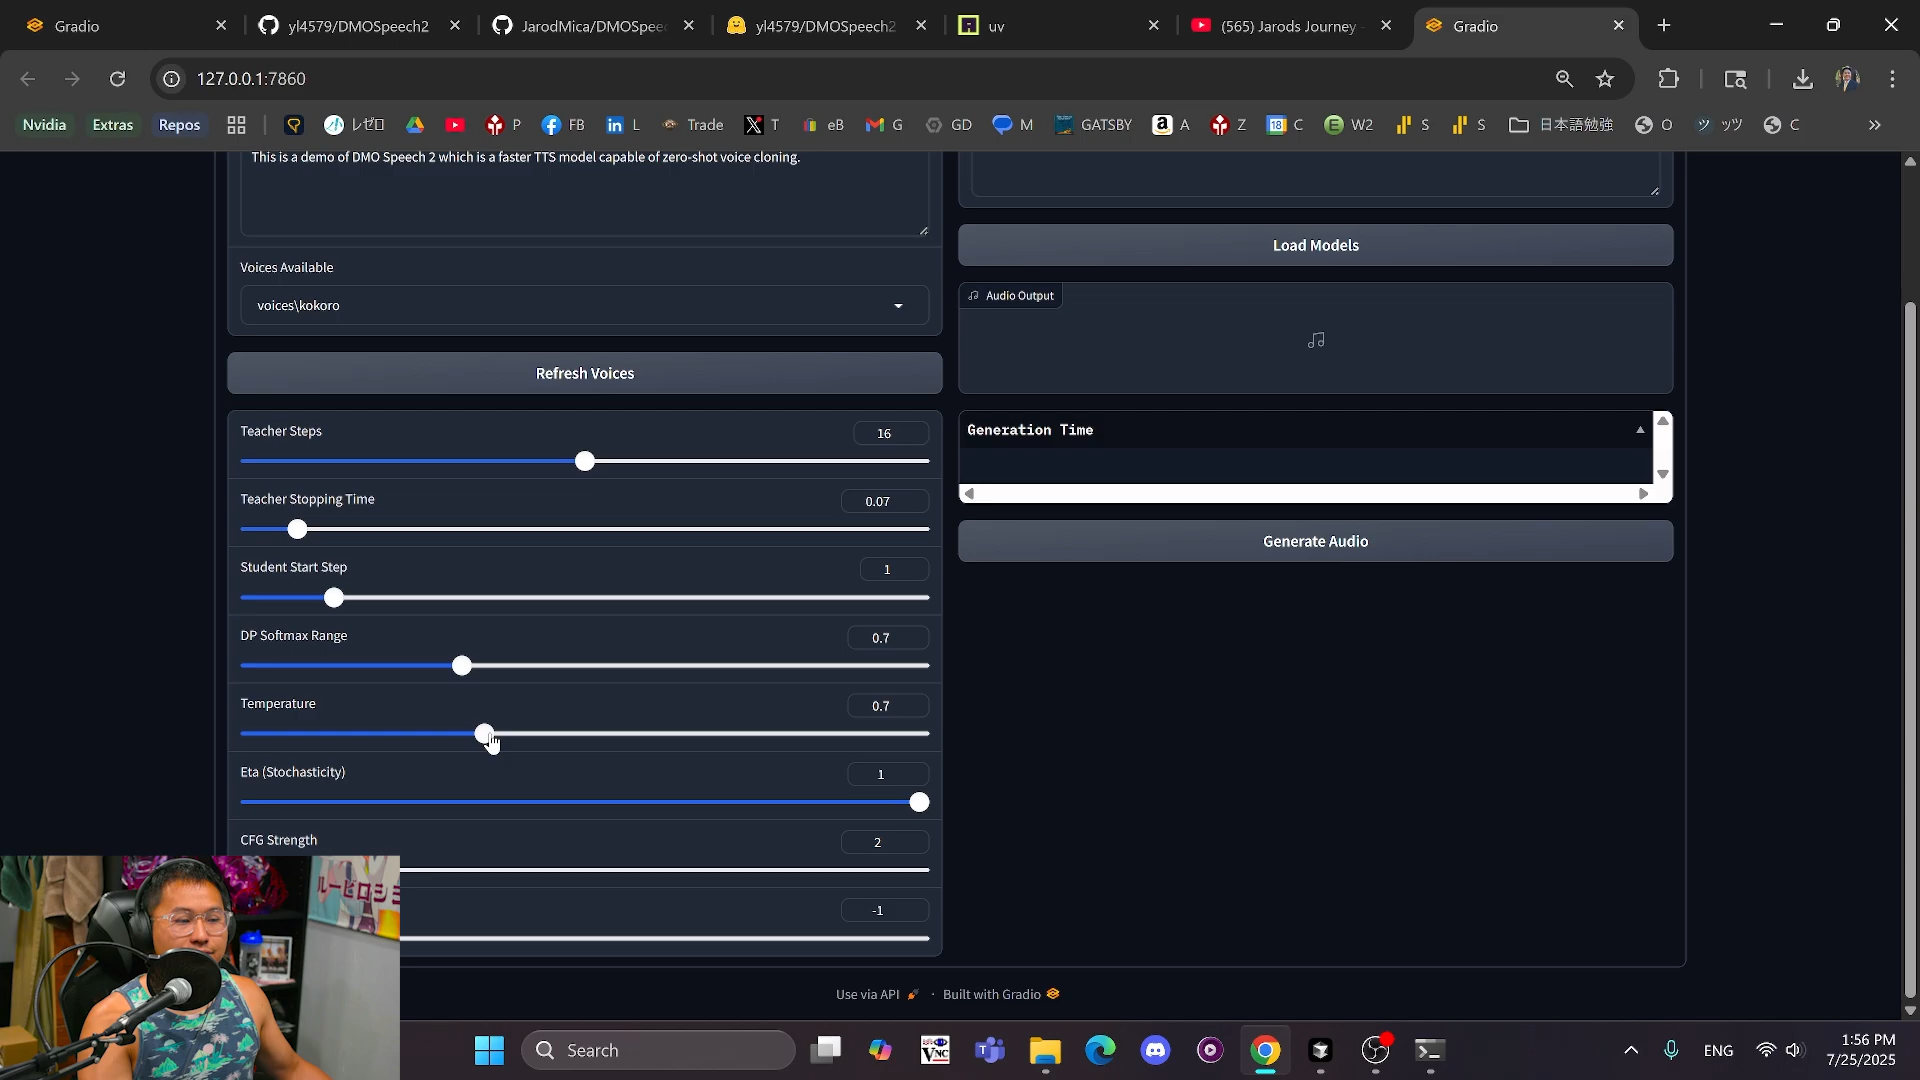 Gradio
yl4579/DMOSpeech2
JarodMica/DMOSpeec
yl4579/DMOSpeech2
uv
(565) Jarods Journey -
Gradio
127.0.0.1:7860
Nvidia
Extras
Repos
レゼロ
P
FB
L
Trade
T
eB
G
GD
M
GATSBY
A
Z
C
W2
S
S
日本語勉強
O
ッツ
C
This is a demo of DMO Speech 2 which is a faster TTS model capable of zero-shot voice cloning.
Voices Available
voices\kokoro
Refresh Voices
Teacher Steps
16
Teacher Stopping Time
0.07
Student Start Step
1
DP Softmax Range
0.7
Temperature
0.7
Eta (Stochasticity)
1
CFG Strength
2
-1
Load Models
Audio Output
Generation Time
Generate Audio
Use via API · Built with Gradio
Search
ENG
1:56 PM
7/25/2025